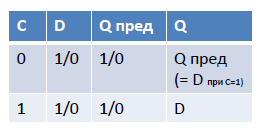 C D Q пред Q
0 1/0 1/0 Q пред
(= D при C=1)
1 1/0 1/0 D